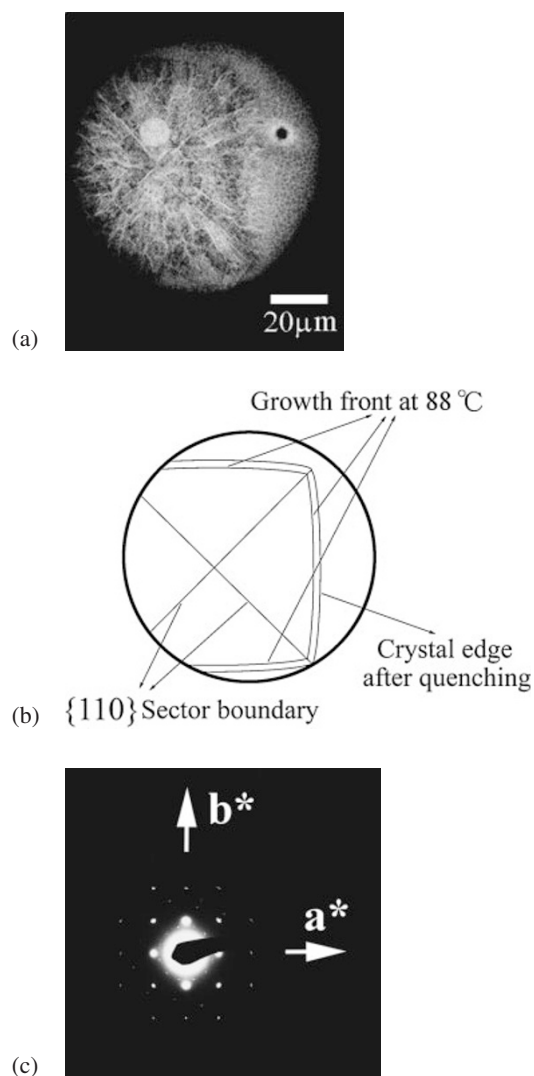 20μm
(a)
Growth front at 88 ℃
Crystal edge
after quenching
{110} Sector boundary
(b)
b*
a*
(c)